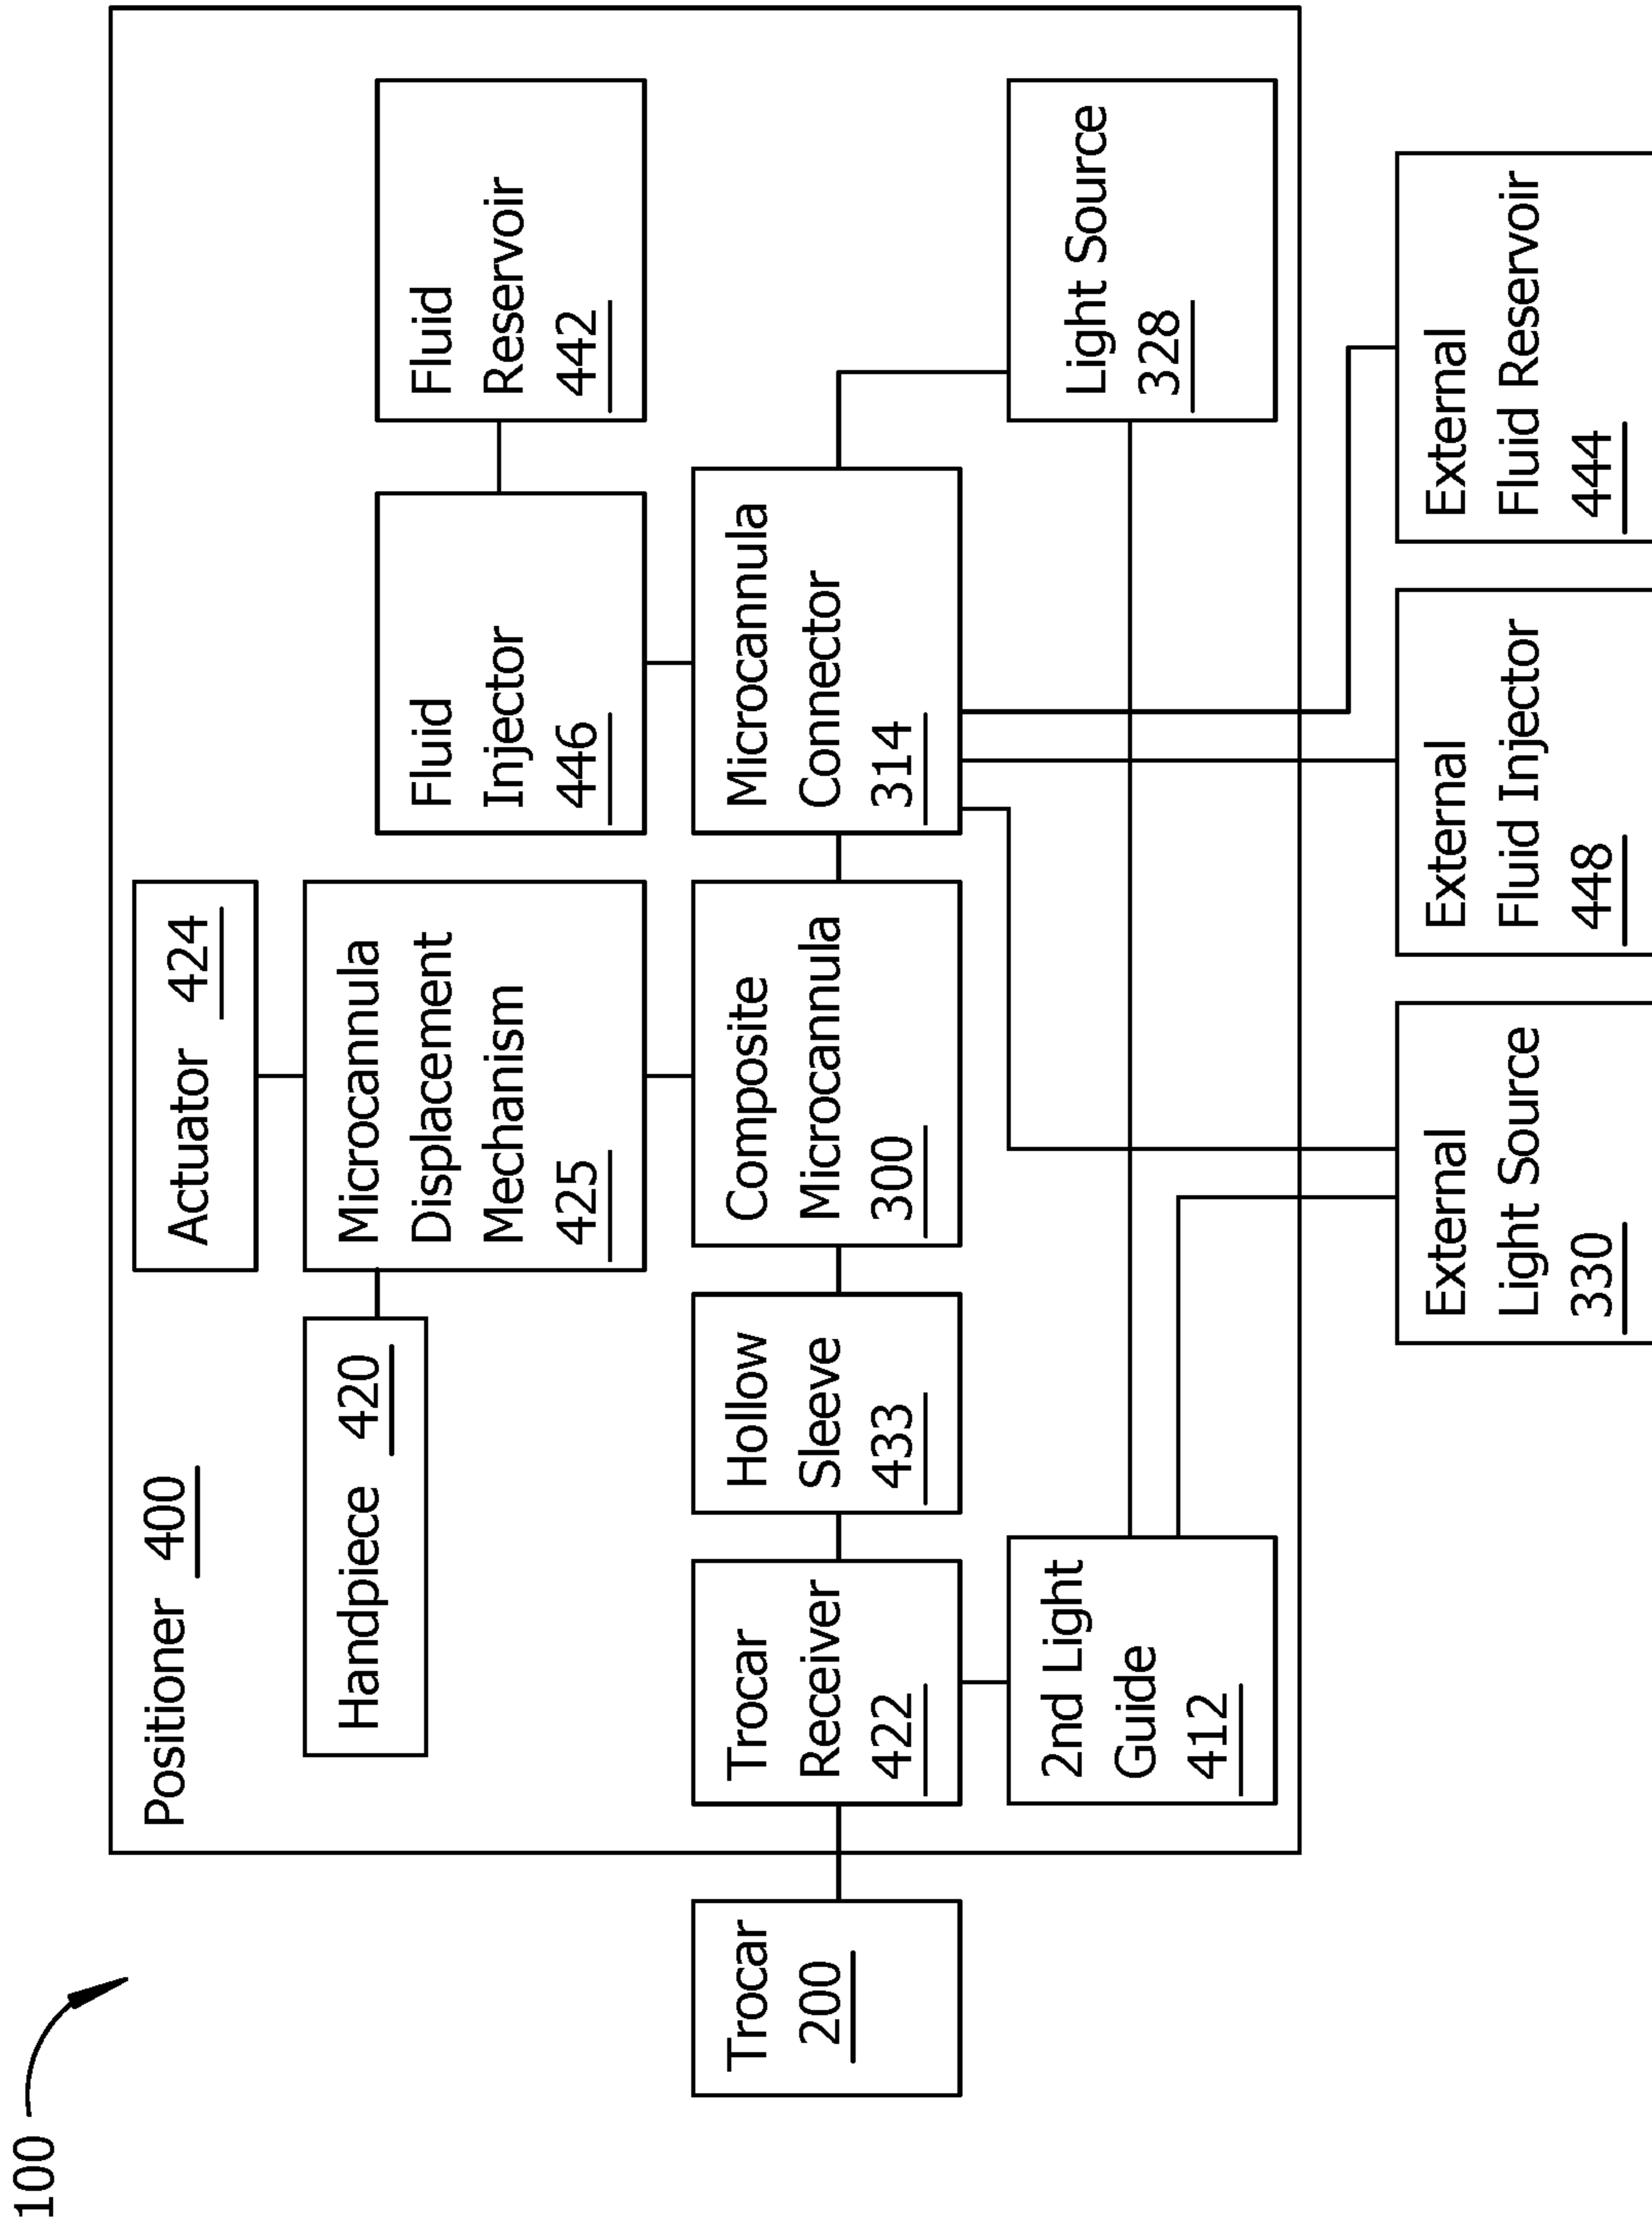 100
Positioner 400
Actuator 424
Handpiece 420
Microcannula
Displacement
Mechanism
425
Fluid
Injector
446
Fluid
Reservoir
442
Trocar
200
Trocar
Receiver
422
Hollow
Sleeve
433
Composite
Microcannula
300
Microcannula
Connector
314
2nd Light
Guide
412
Light Source
328
External
Light Source
330
External
Fluid Injector
448
External
Fluid Reservoir
444